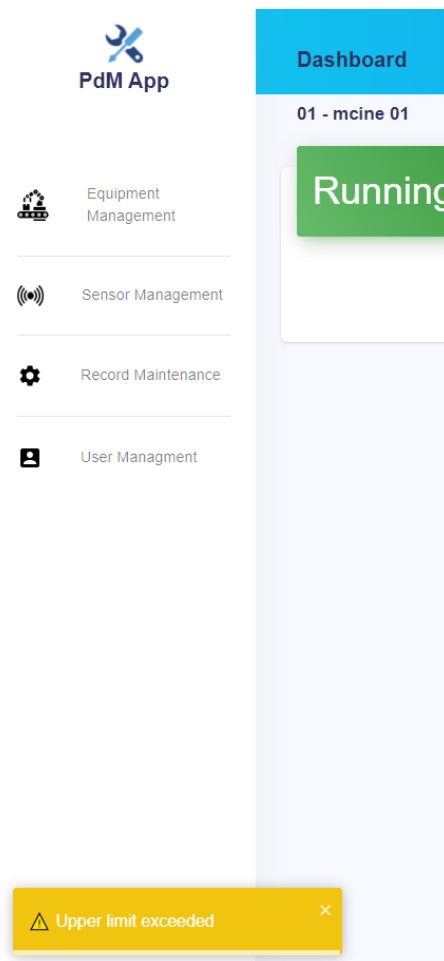 PdM App
Dashboard
01 - mcine 01
Running
Equipment
Management
Sensor Management
Record Maintenance
User Managment
⚠ Upper limit exceeded ×